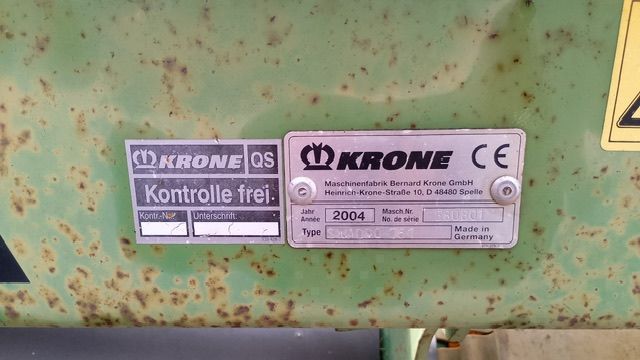 KRONE QS
Kontrolle frei
Kontr.-Nr. Unterschrift:
KRONE CE
Maschinenfabrik Bernard Krone GmbH
Heinrich-Krone-Straße 10, D 48480 Spelle
Jahr
Année
2004
Masch.Nr.
No. de série
Type
Made in
Germany